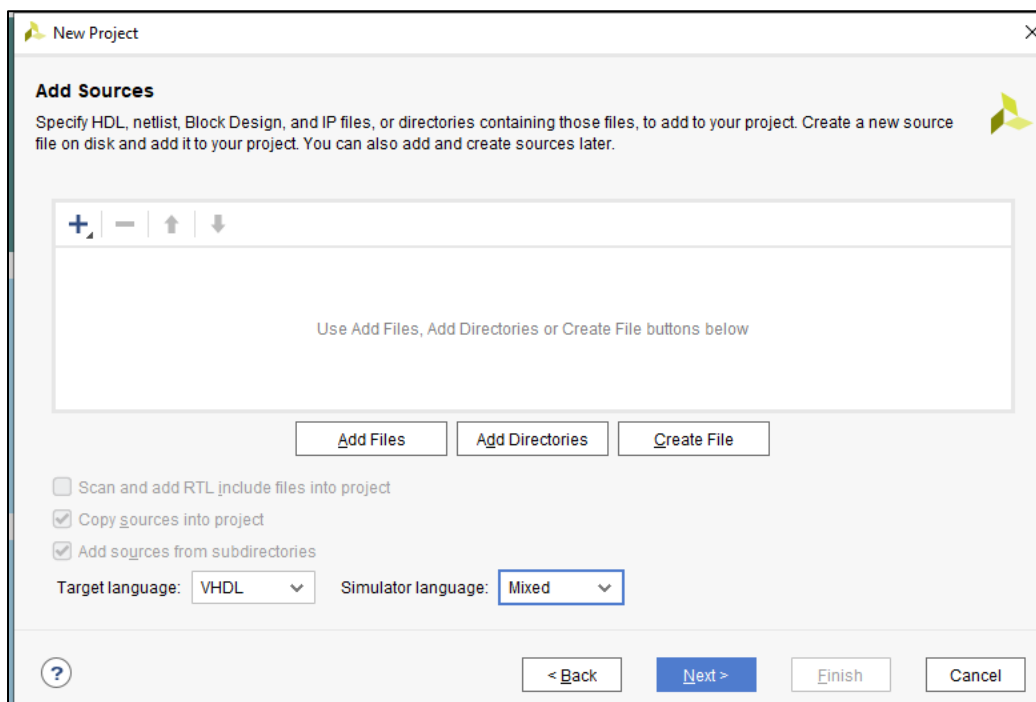 New Project
Add Sources
Specify HDL, netlist, Block Design, and IP files, or directories containing those files, to add to your project. Create a new source
file on disk and add it to your project. You can also add and create sources later.
Use Add Files, Add Directories or Create File buttons below
Add Files Add Directories Create File
Scan and add RTL include files into project
Copy sources into project
Add sources from subdirectories
Target language: VHDL Simulator language: Mixed
? < Back Next > Finish Cancel